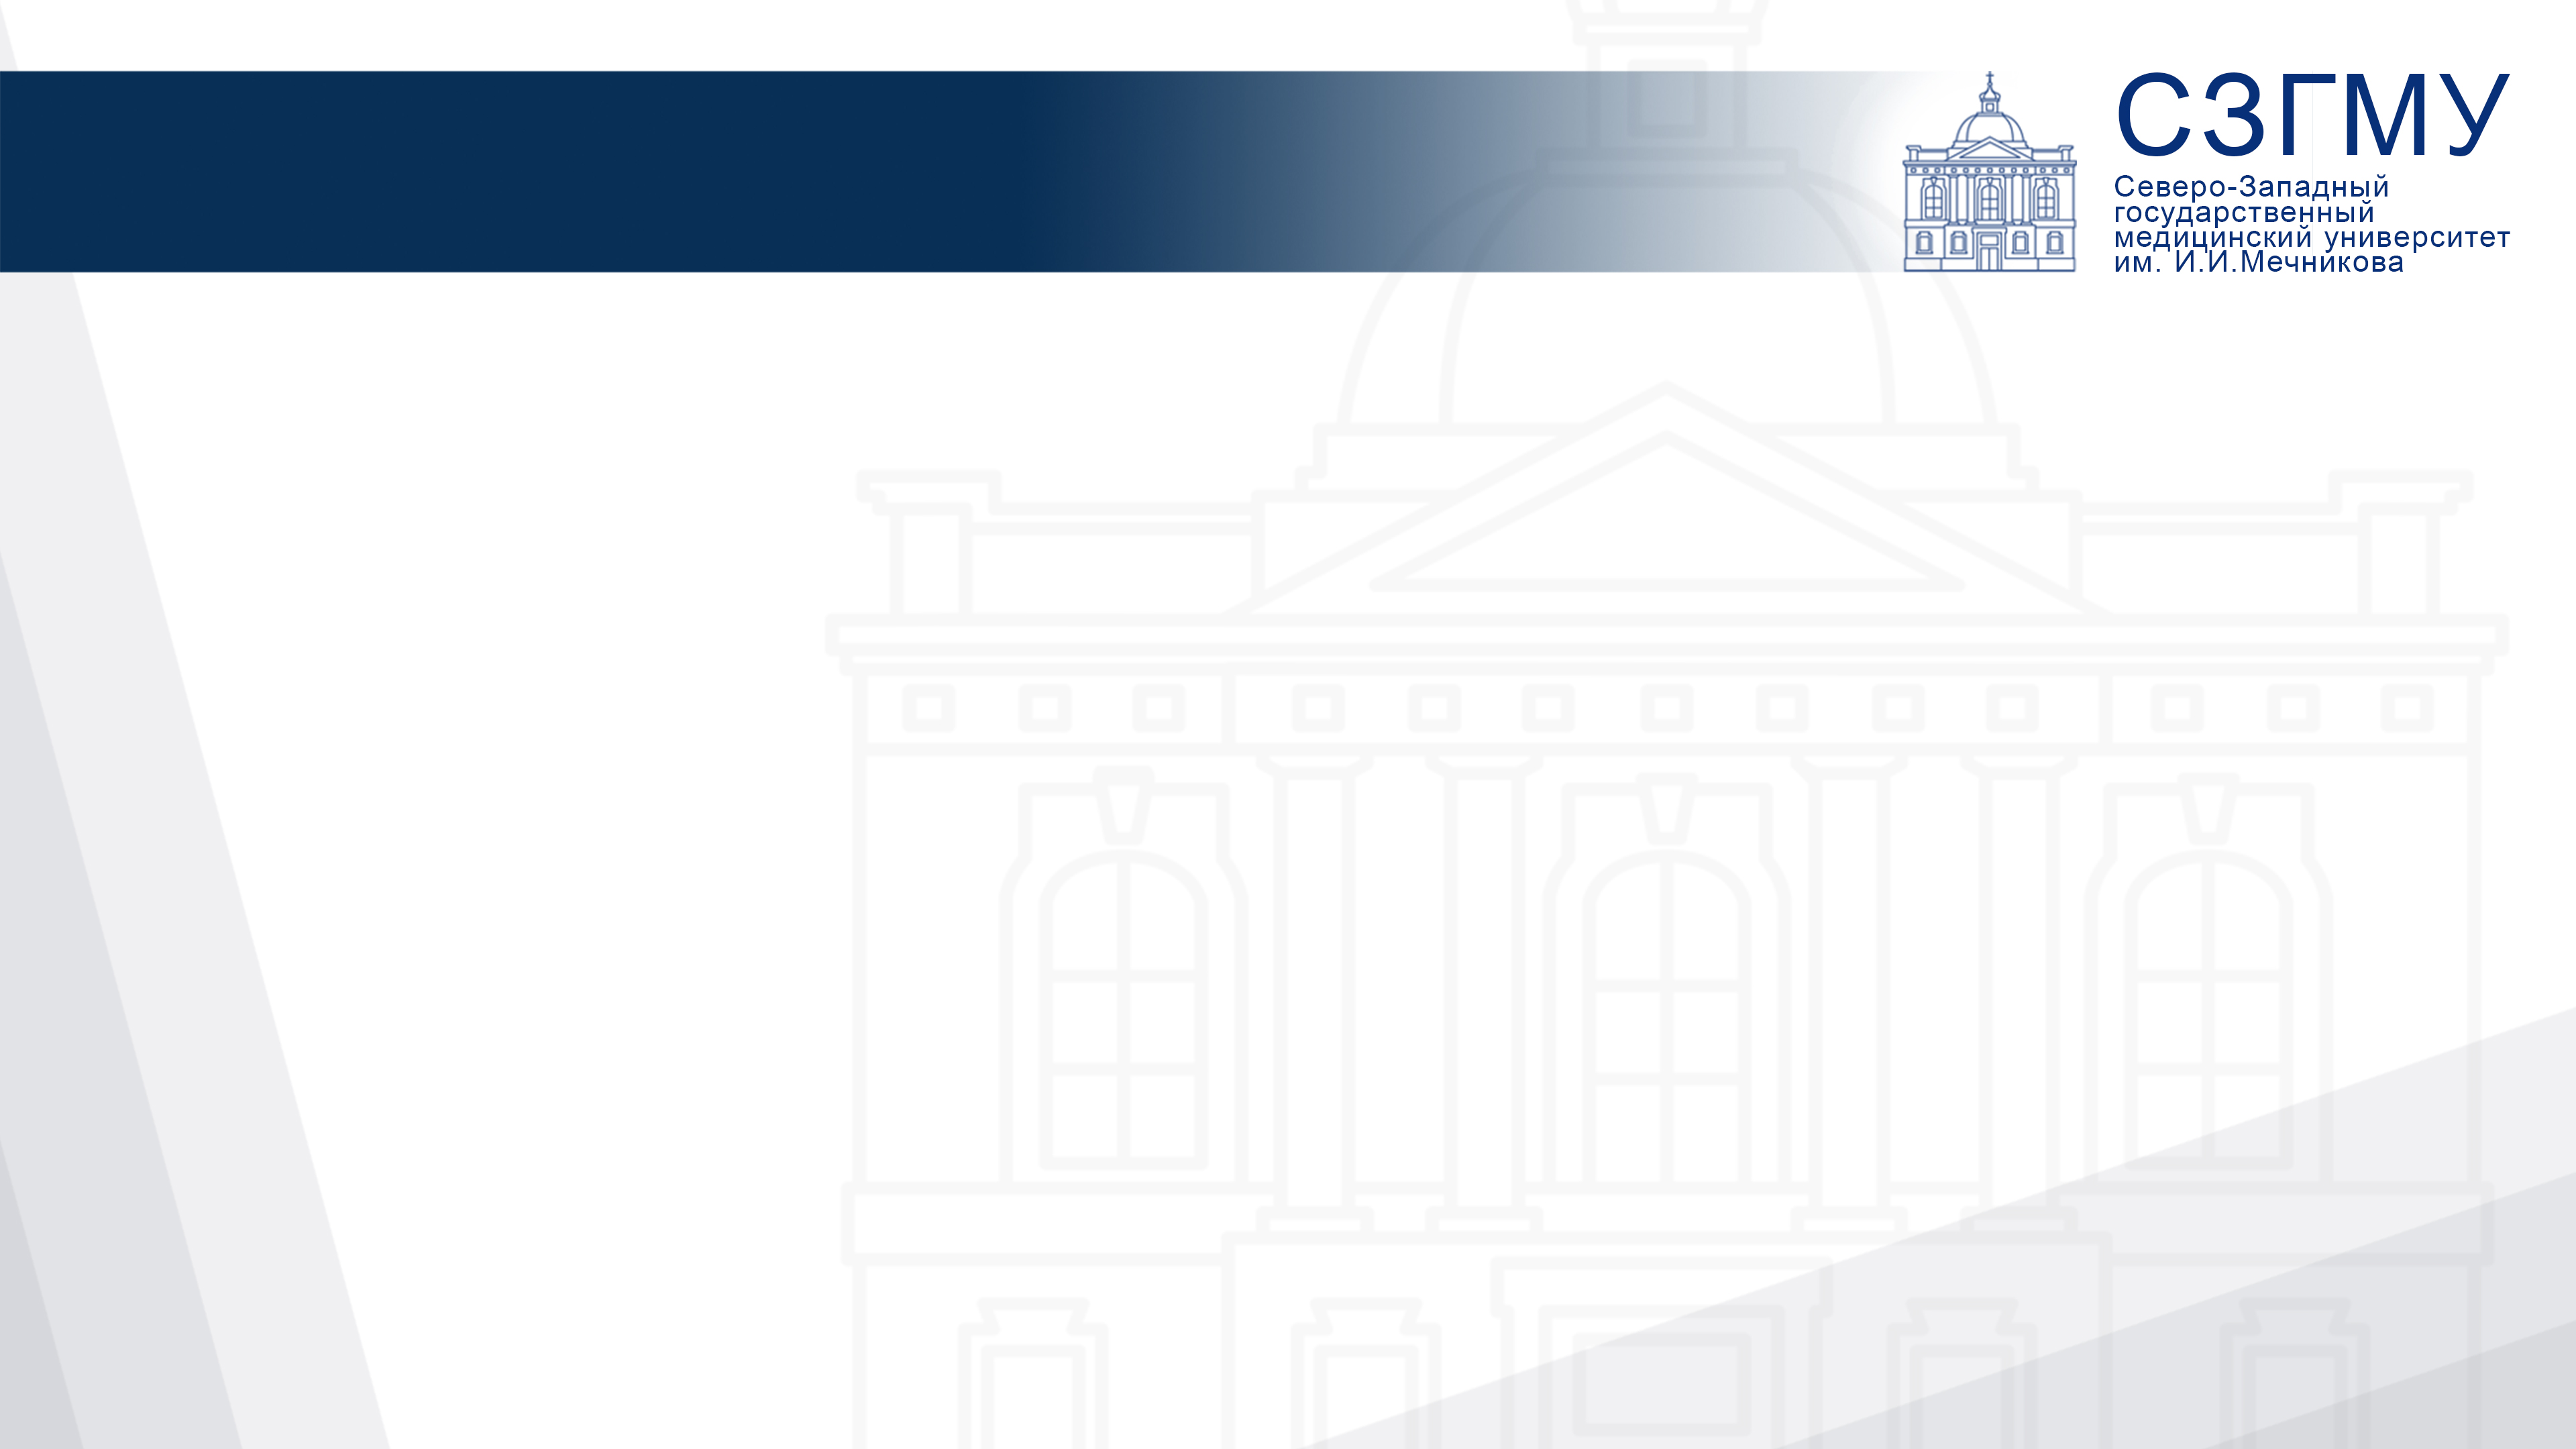 СЗГМУ
Северо-Западный
государственный
медицинский университет
им. И.И.Мечникова